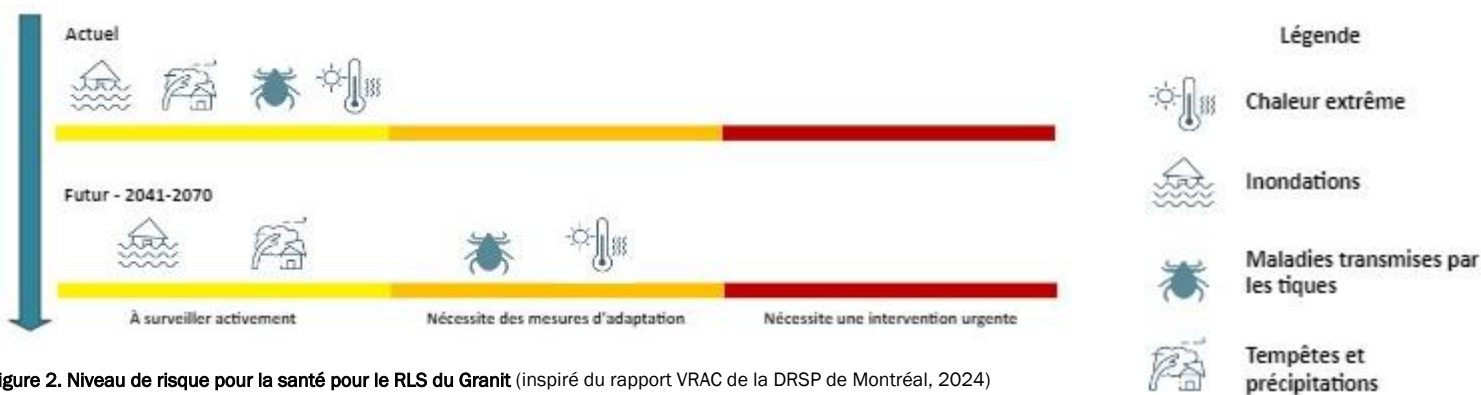 Actuel
Futur - 2041-2070
À surveiller activement
Nécessite des mesures d'adaptation
Nécessite une intervention urgente
igure 2. Niveau de risque pour la santé pour le RLS du Granit (inspiré du rapport VRAC de la DRSP de Montréal, 2024)
Légende
Chaleur extrême
Inondations
Maladies transmises par
les tiques
Tempêtes et
précipitations